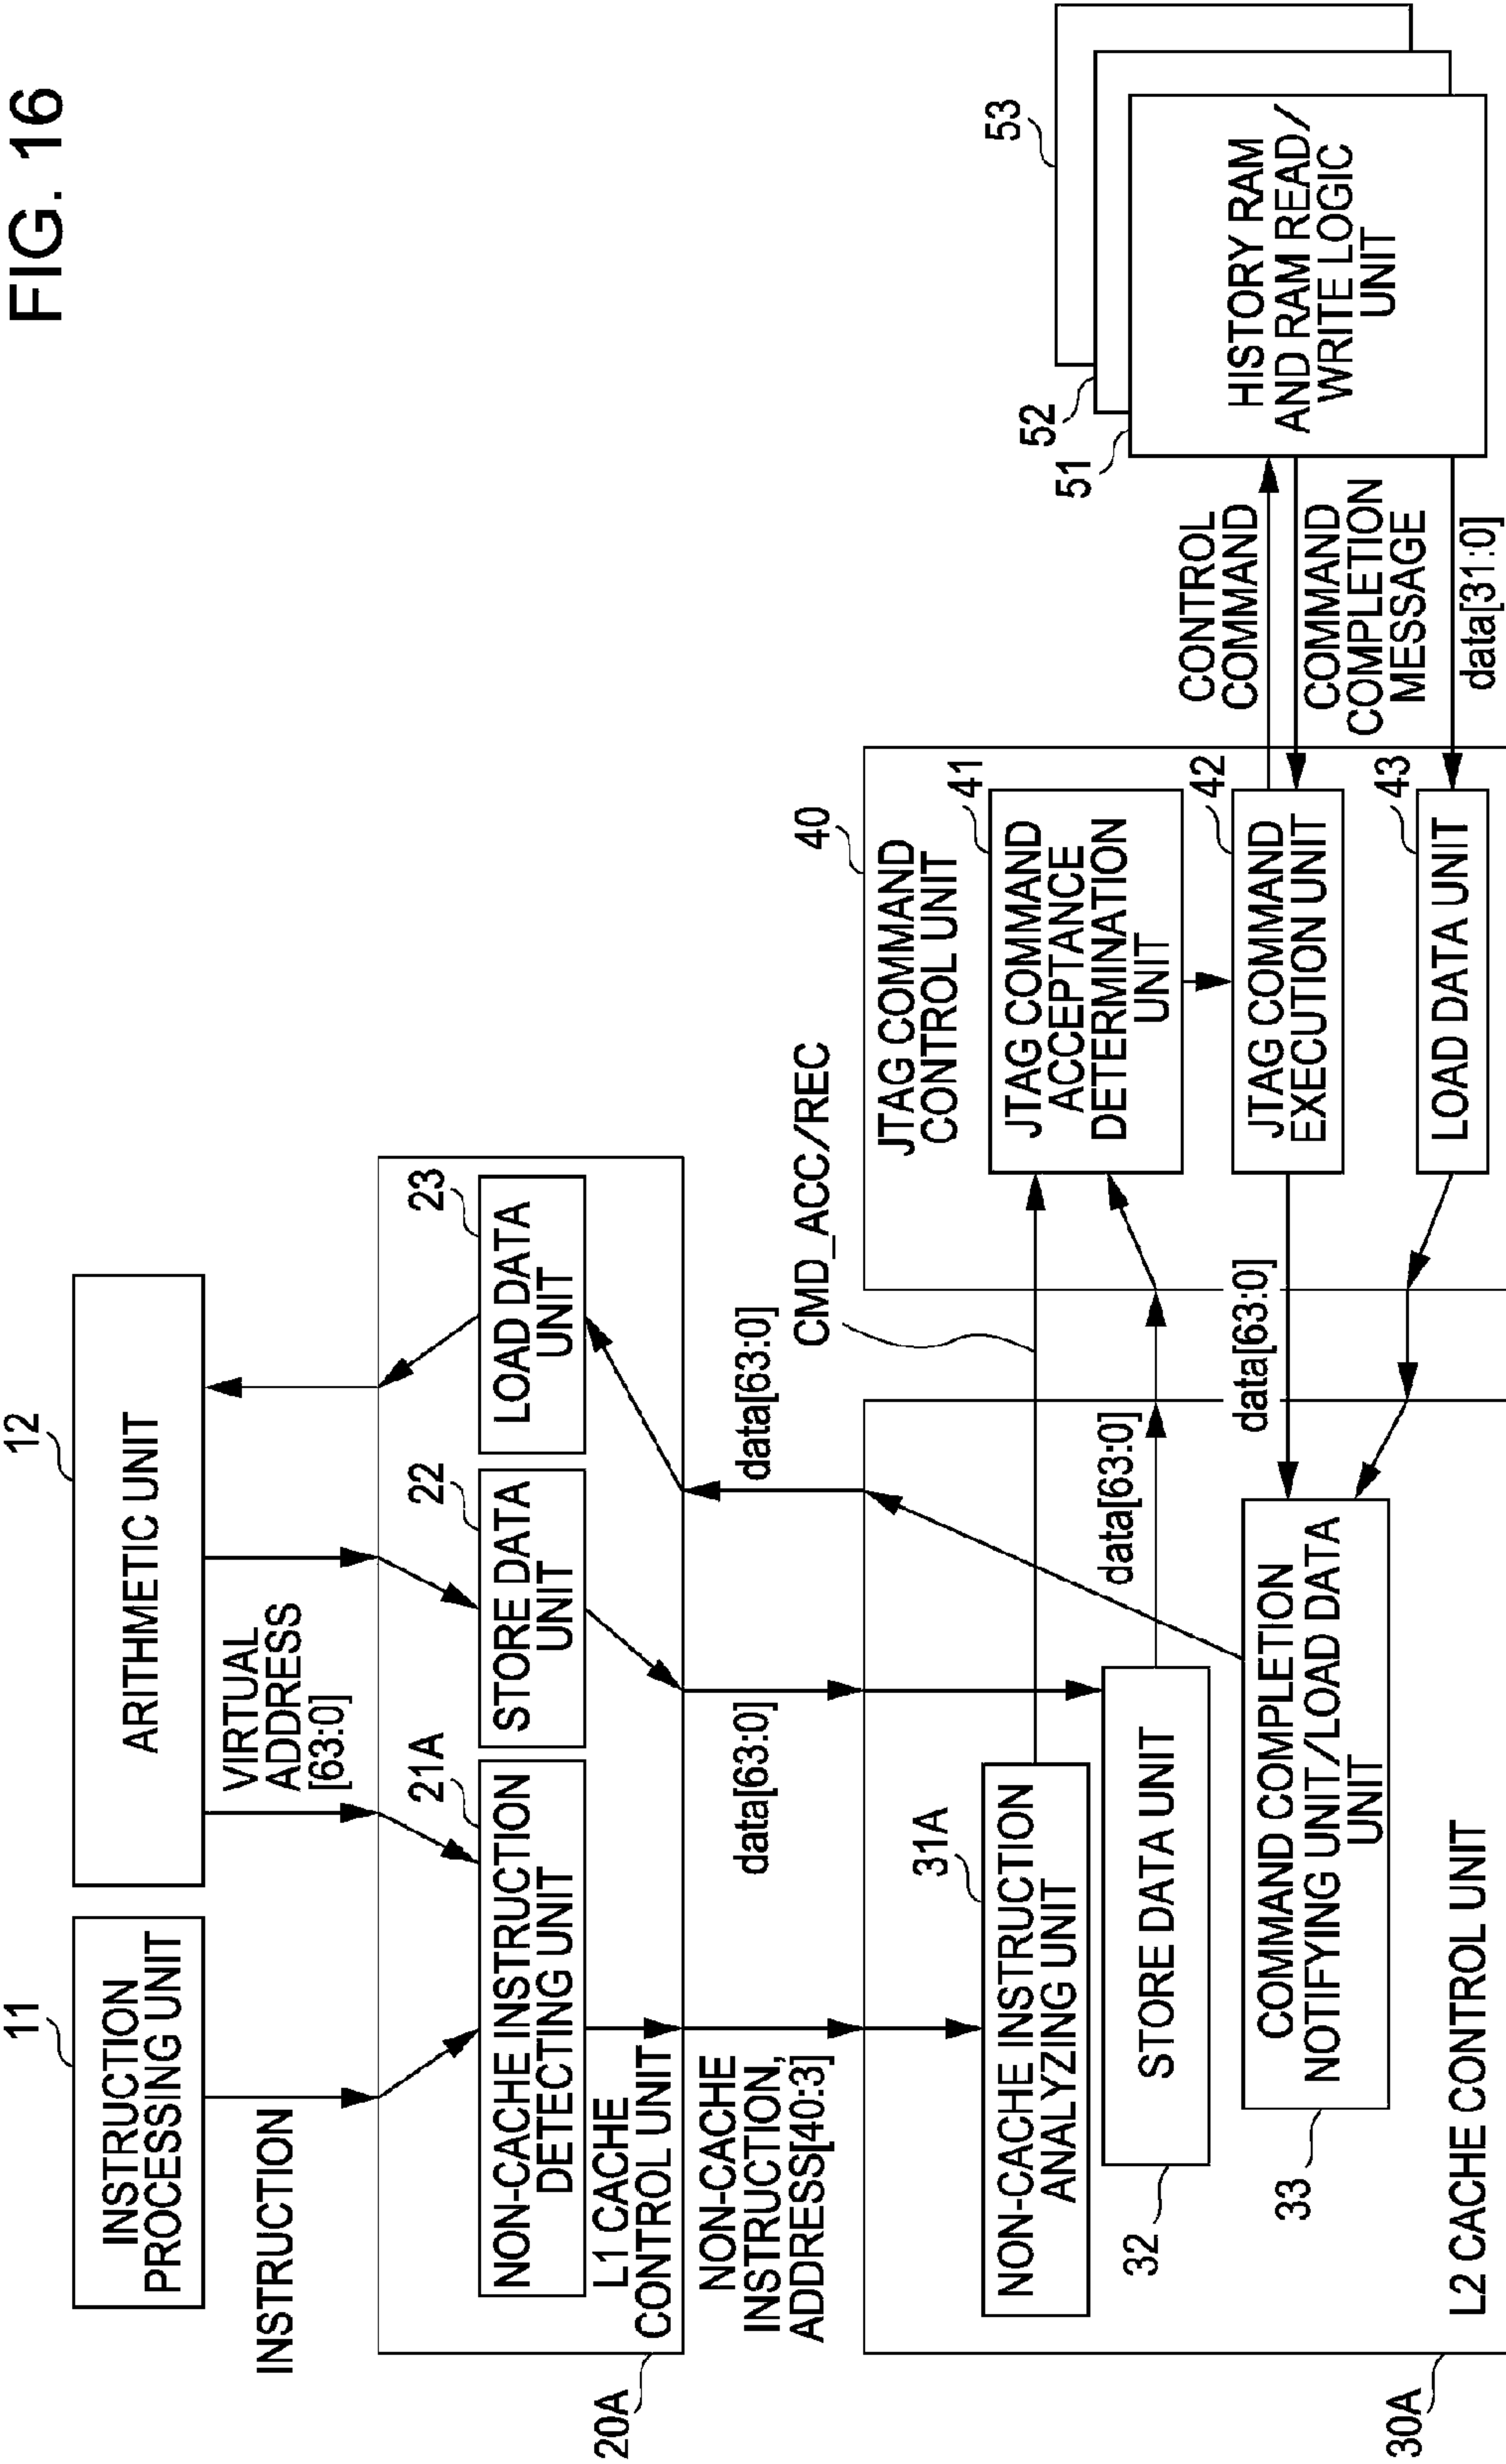 FIG. 16
11
INSTRUCTION
PROCESSING UNIT
12
ARITHMETIC UNIT
INSTRUCTION
VIRTUAL
ADDRESS
[63:0]
20A
21A
NON-CACHE INSTRUCTION
DETECTING UNIT
22
STORE DATA
UNIT
23
LOAD DATA
UNIT
L1 CACHE
CONTROL UNIT
NON-CACHE
INSTRUCTION,
ADDRESS[40:3]
data[63:0]
data[63:0]
CMD_ACC/REC
30A
31A
NON-CACHE INSTRUCTION
ANALYZING UNIT
32
STORE DATA UNIT
data[63:0]
33
COMMAND COMPLETION
NOTIFYING UNIT/LOAD DATA
UNIT
data[63:0]
L2 CACHE CONTROL UNIT
40
JTAG COMMAND
CONTROL UNIT
41
JTAG COMMAND
ACCEPTANCE
DETERMINATION
UNIT
42
JTAG COMMAND
EXECUTION UNIT
43
LOAD DATA UNIT
CONTROL
COMMAND
COMMAND
COMPLETION
MESSAGE
data[31:0]
51
52
53
HISTORY RAM
AND RAM READ/
WRITE LOGIC
UNIT